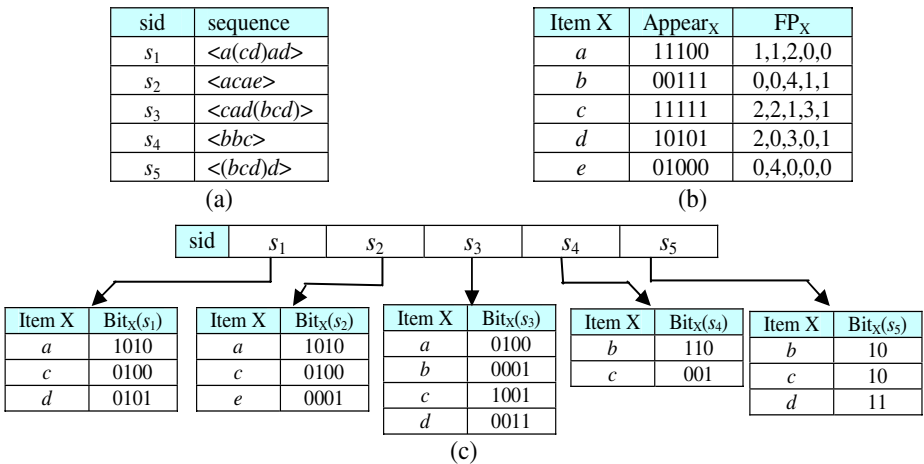 sid sequence
s1 <a(cd)ad>
s2 <acae>
s3 <cad(bcd)>
s4 <bbc>
s5 <(bcd)d>
(a)
Item X AppearX FPX
a 11100 1,1,2,0,0
b 00111 0,0,4,1,1
c 11111 2,2,1,3,1
d 10101 2,0,3,0,1
e 01000 0,4,0,0,0
(b)
sid s1 s2 s3 s4 s5
Item X BitX(s1)
a 1010
c 0100
d 0101
Item X BitX(s2)
a 1010
c 0100
e 0001
Item X BitX(s3)
a 0100
b 0001
c 1001
d 0011
Item X BitX(s4)
b 110
c 001
Item X BitX(s5)
b 10
c 10
d 11
(c)